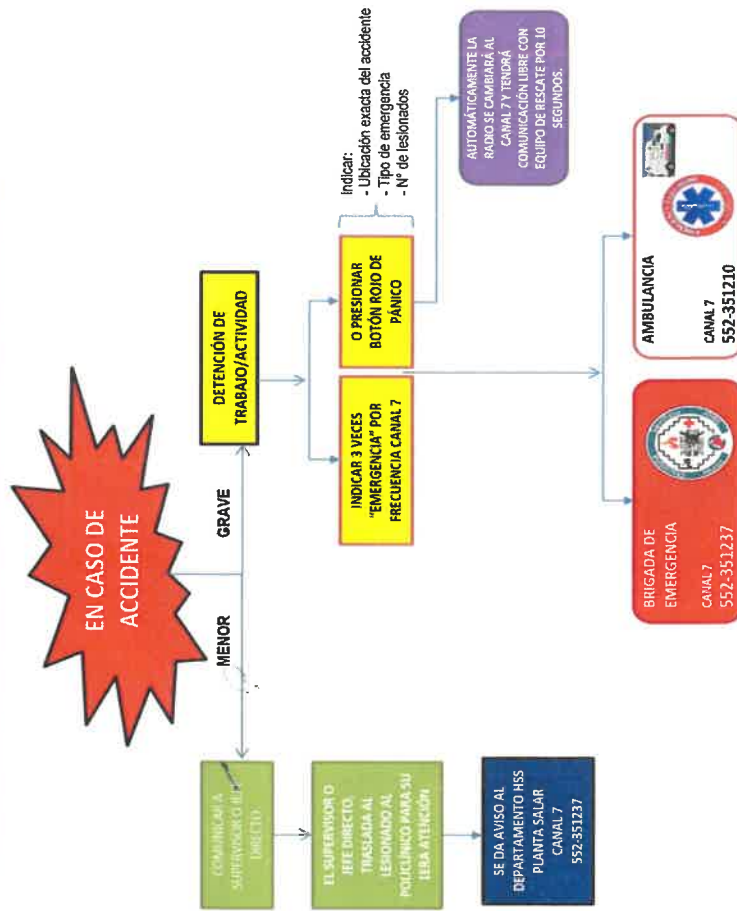 EN CASO DE
ACCIDENTE
MENOR
GRAVE
COMUNICAR A
SUPERVISOR O JEFE
DIRECTO
EL SUPERVISOR O
JEFE DIRECTO,
TRASLADA AL
LESIONADO AL
POLICLÍNICO PARA SU
1ERA ATENCIÓN
SE DA AVISO AL
DEPARTAMENTO HSS
PLANTA SALAR
CANAL 7
552-351237
DETENCIÓN DE
TRABAJO/ACTIVIDAD
INDICAR 3 VECES
"EMERGENCIA" POR
FRECUENCIA CANAL 7
O PRESIONAR
BOTÓN ROJO DE
PÁNICO
Indicar:
- Ubicación exacta del accidente
- Tipo de emergencia
- N° de lesionados
AUTOMÁTICAMENTE LA
RADIO SE CAMBIARÁ AL
CANAL 7 Y TENDRÁ
COMUNICACIÓN LIBRE CON
EQUIPO DE RESCATE POR 10
SEGUNDOS.
BRIGADA DE
EMERGENCIA
CANAL 7
552-351237
AMBULANCIA
CANAL 7
552-351210